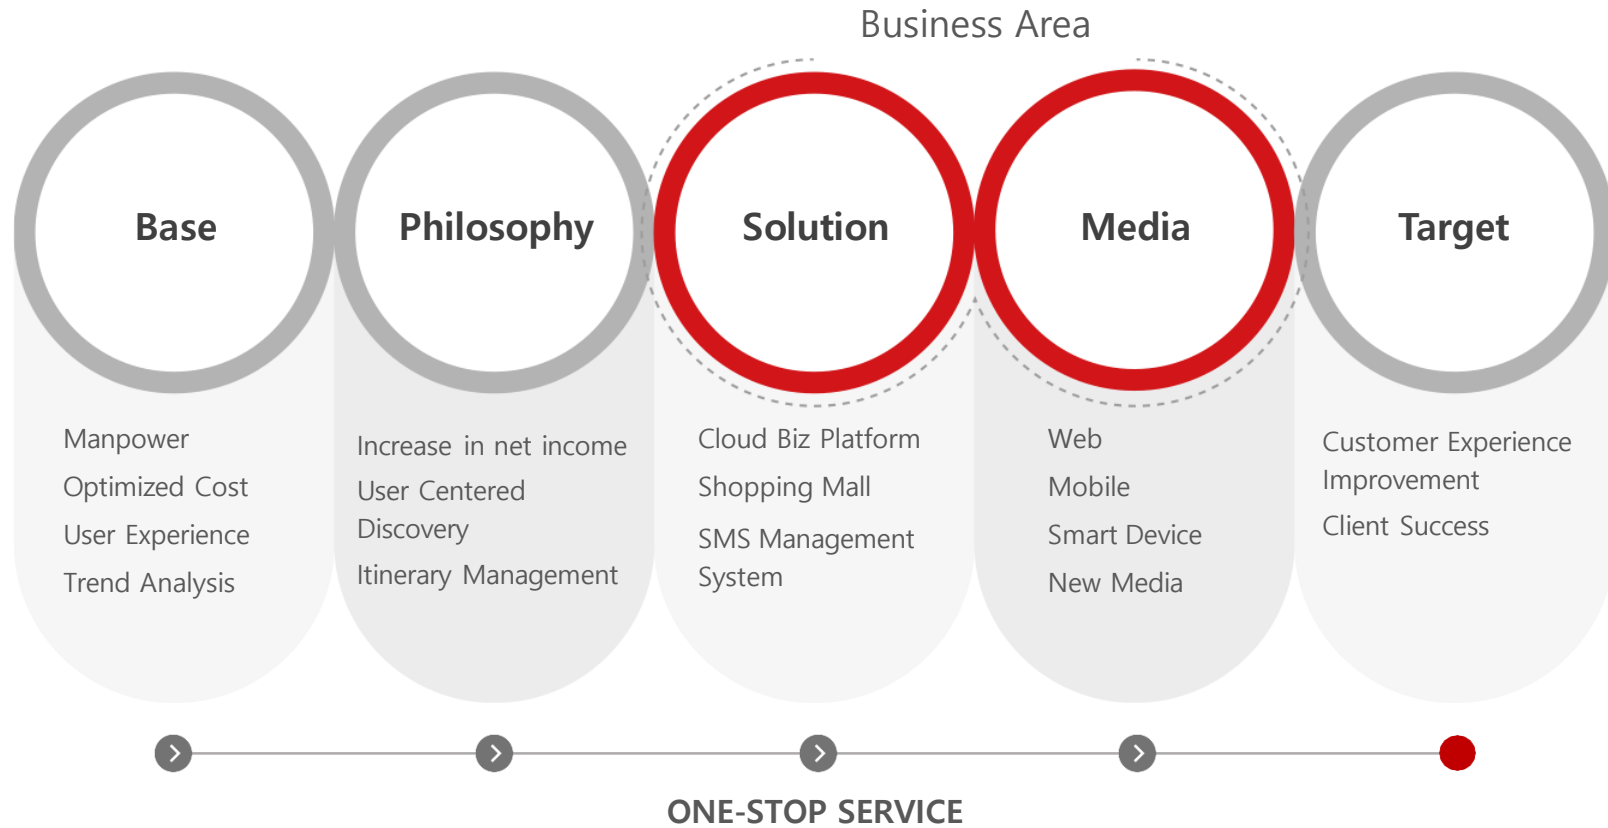 Business Area
Base
Philosophy
Solution
Media
Target
Manpower
Optimized Cost
User Experience
Trend Analysis
Increase in net income
User Centered
Discovery
Itinerary Management
Cloud Biz Platform
Shopping Mall
SMS Management
System
Web
Mobile
Smart Device
New Media
Customer Experience
Improvement
Client Success
ONE-STOP SERVICE